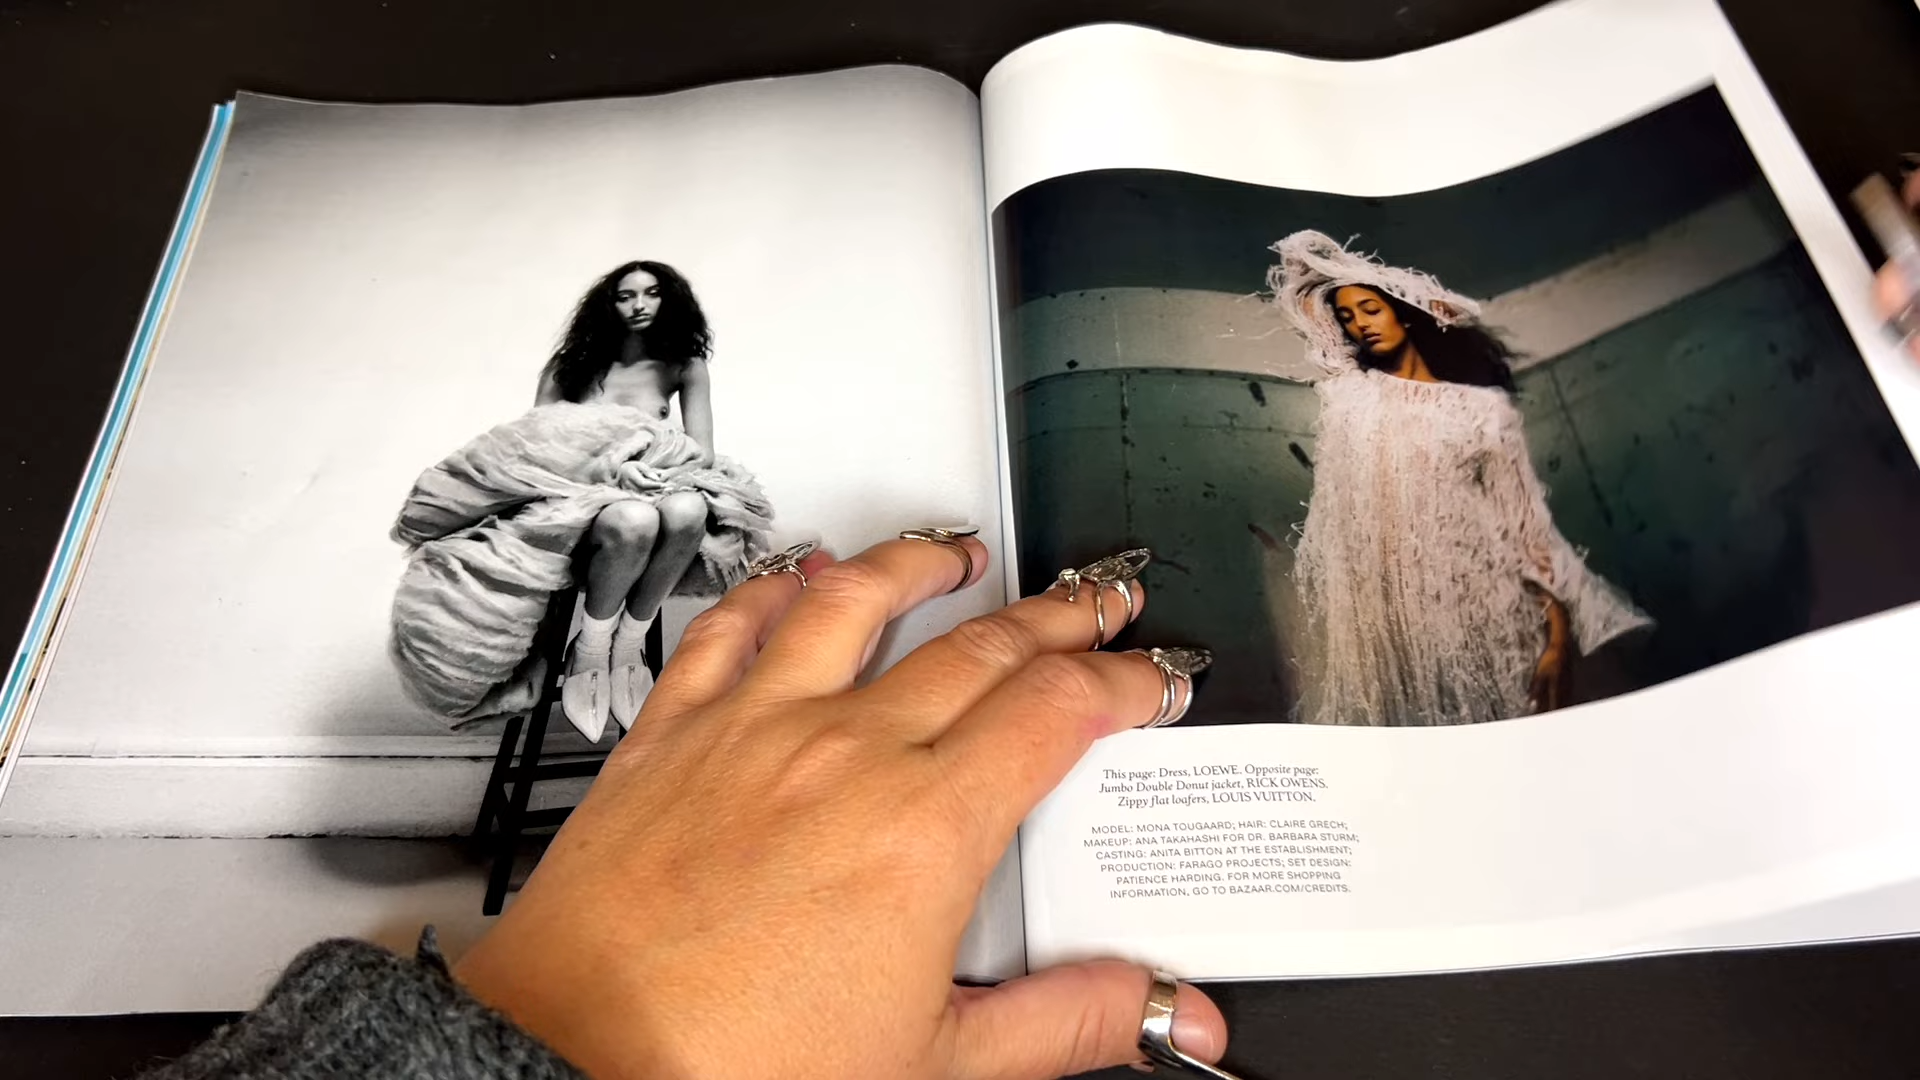 This page: Dress, LOEWE. Opposite page:
Jumbo Double Donut jacket, RICK OWENS.
Zippy flat loafers, LOUIS VUITTON.
MODEL: MONA TOUGAARD; HAIR: CLAIRE GRECH;
MAKEUP: ANA TAKAHASHI FOR DR. BARBARA STURM;
CASTING: ANITA BITTON AT THE ESTABLISHMENT;
PRODUCTION: FARAGO PROJECTS; SET DESIGN:
PATIENCE HARDING. FOR MORE SHOPPING
INFORMATION, GO TO BAZAAR.COM/CREDITS.